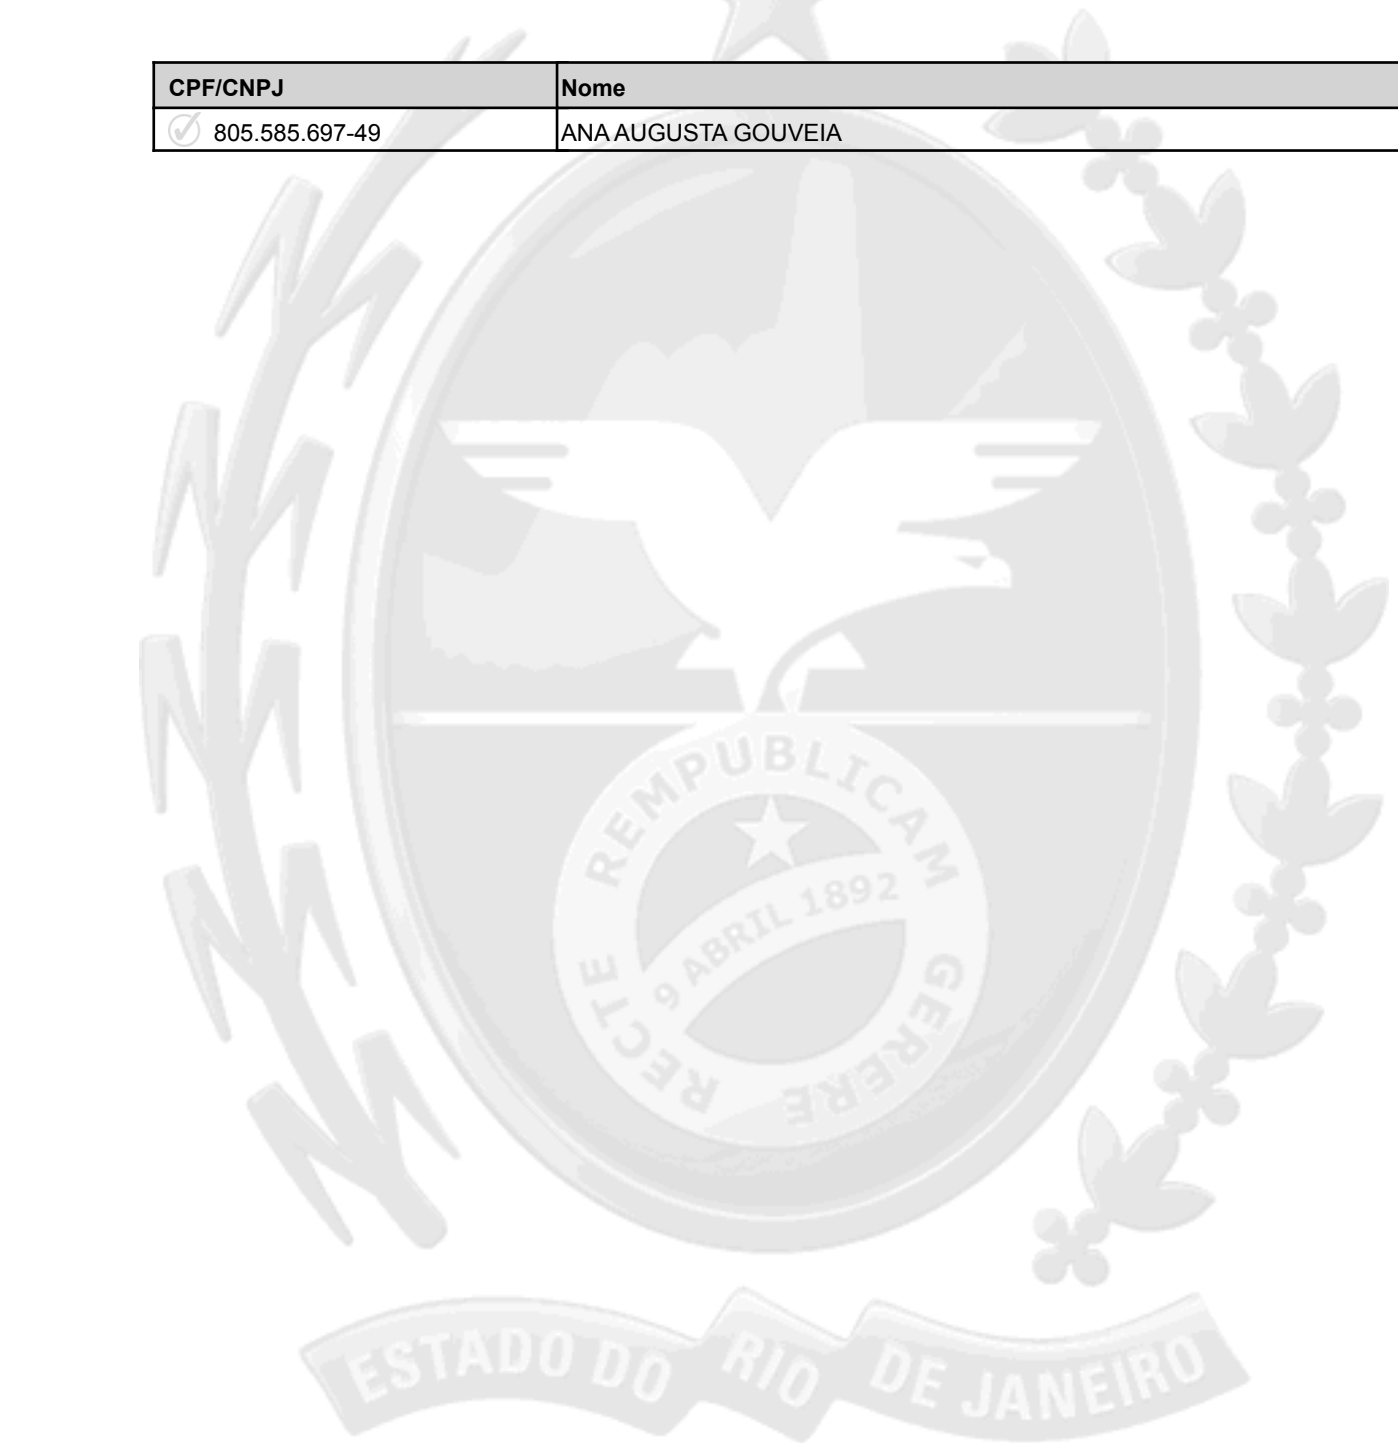 CPF/CNPJ Nome
805.585.697-49 ANA AUGUSTA GOUVEIA
REMPUBLICAM
9 ABRIL 1892
RECTE GERERE
ESTADO DO RIO DE JANEIRO